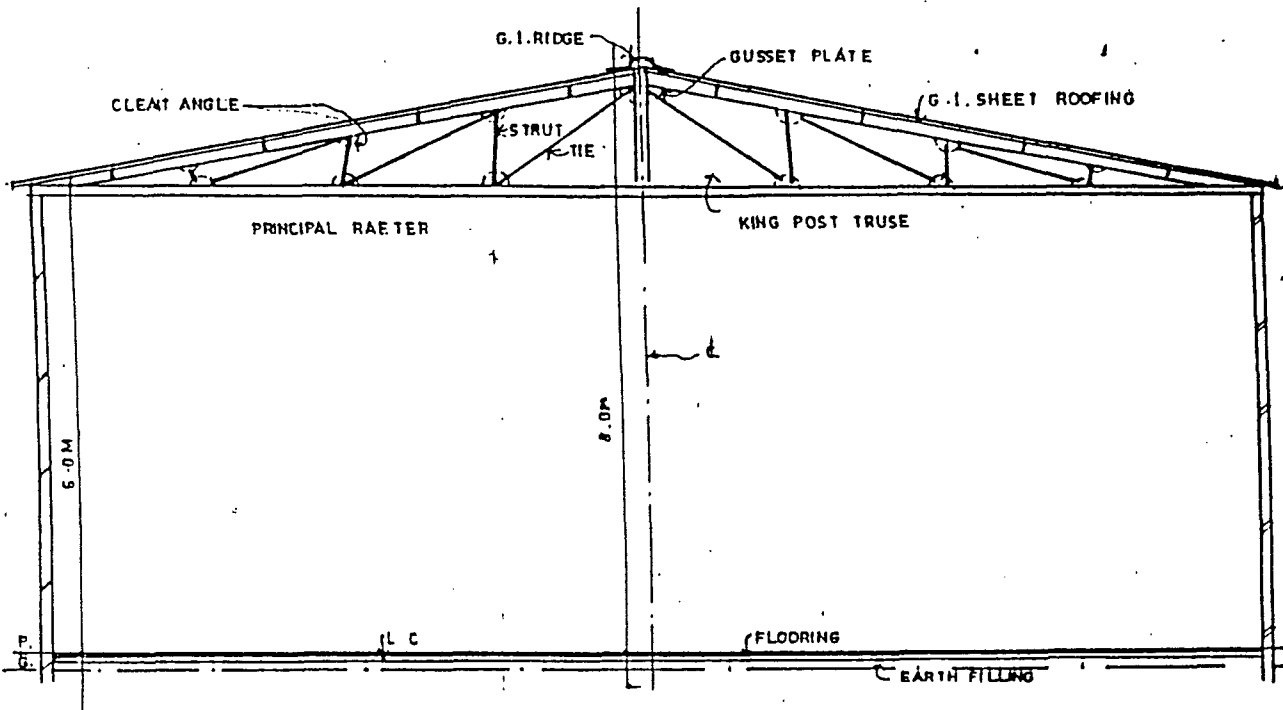 G.I.RIDGE
GUSSET PLATE
CLEAT ANGLE
G.I. SHEET ROOFING
STRUT
TIE
PRINCIPAL RAETER
KING POST TRUSE
8.0M
6.0M
P.
G.
L C
FLOORING
EARTH FILLING